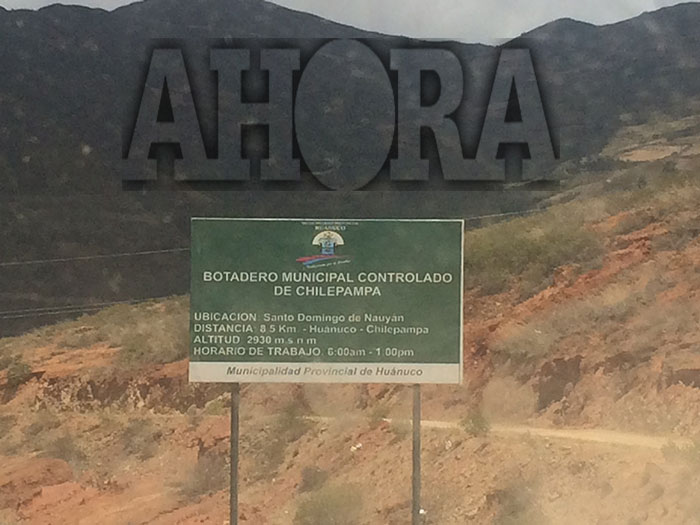 AHORA
HUÁNUCO
BOTADERO MUNICIPAL CONTROLADO
DE CHILEPAMPA
UBICACION: Santo Domingo de Nauyán
DISTANCIA: 8.5 Km. - Huánuco - Chilepampa
ALTITUD: 2930 m.s.n.m
HORARIO DE TRABAJO: 6:00am - 1:00pm
Municipalidad Provincial de Huánuco